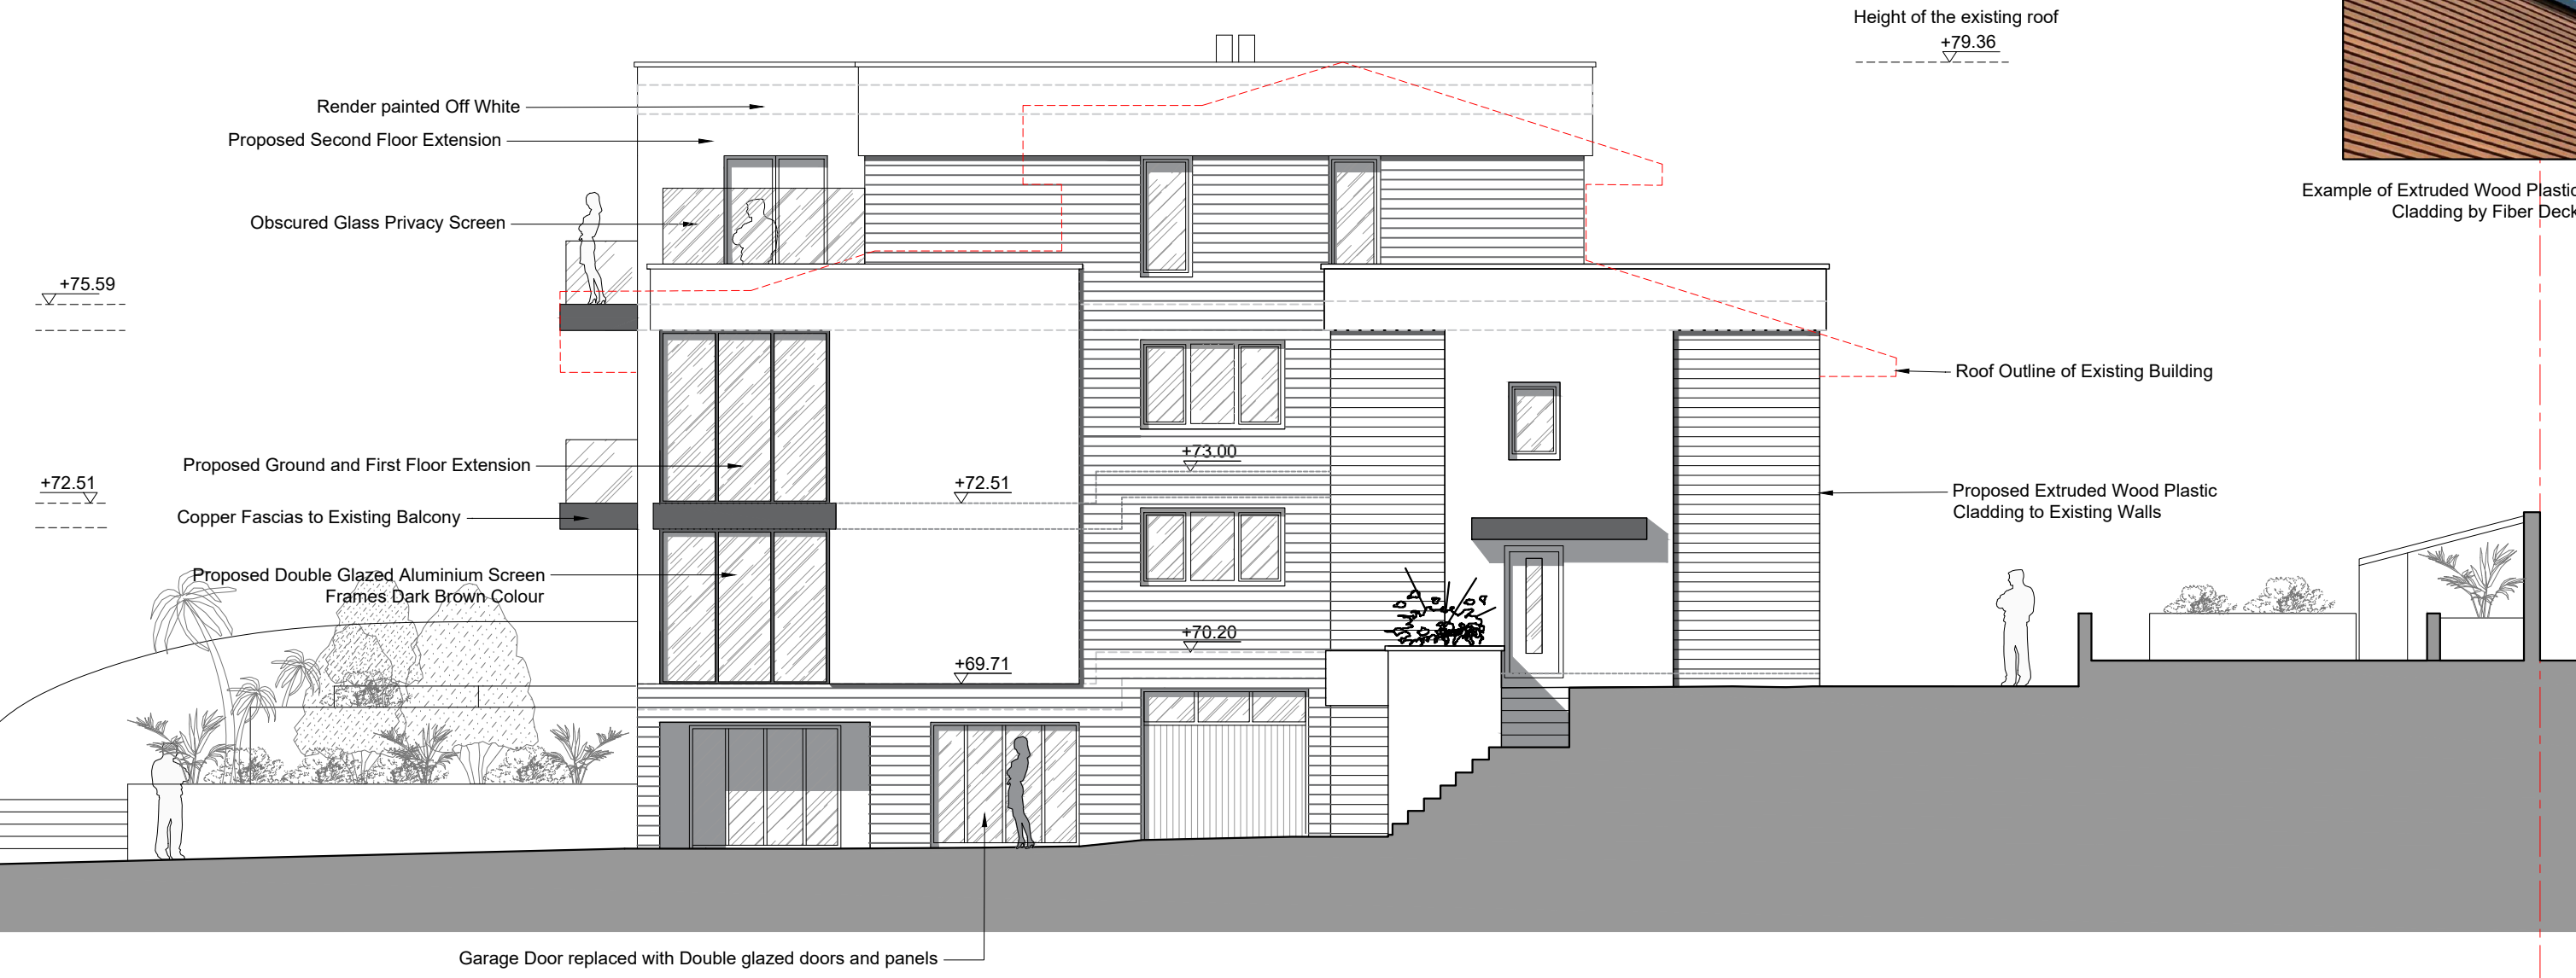 Height of the existing roof
+79.36
Render painted Off White
Proposed Second Floor Extension
Obscured Glass Privacy Screen
Example of Extruded Wood Plastic
Cladding by Fiber Deck
+75.59
Roof Outline of Existing Building
Proposed Ground and First Floor Extension
+73.00
+72.51
+72.51
Copper Fascias to Existing Balcony
Proposed Extruded Wood Plastic
Cladding to Existing Walls
Proposed Double Glazed Aluminium Screen
Frames Dark Brown Colour
+70.20
+69.71
Garage Door replaced with Double glazed doors and panels